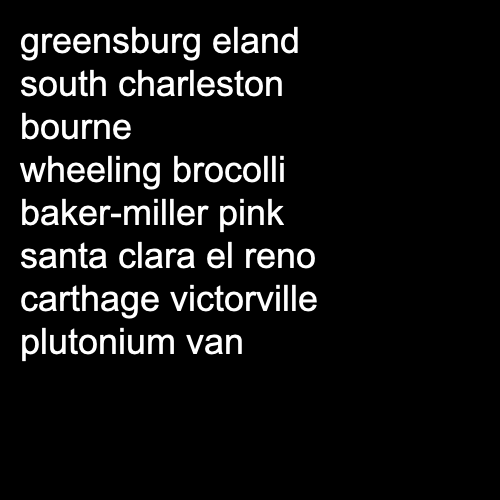 greensburg eland
south charleston
bourne
wheeling brocolli
baker-miller pink
santa clara el reno
carthage victorville
plutonium van